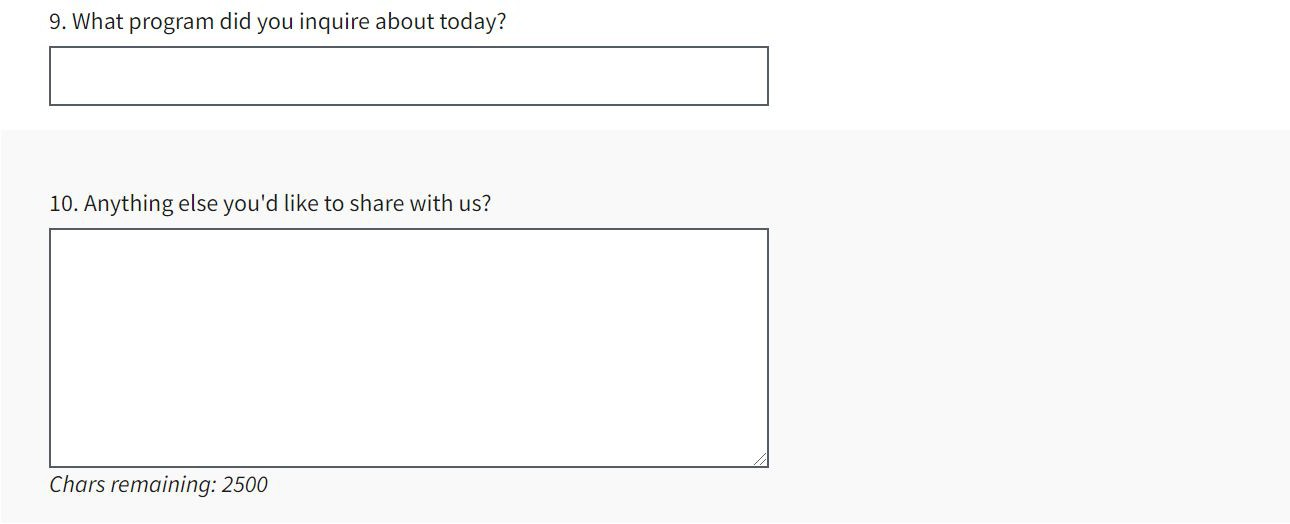 9. What program did you inquire about today?
10. Anything else you'd like to share with us?
Chars remaining: 2500